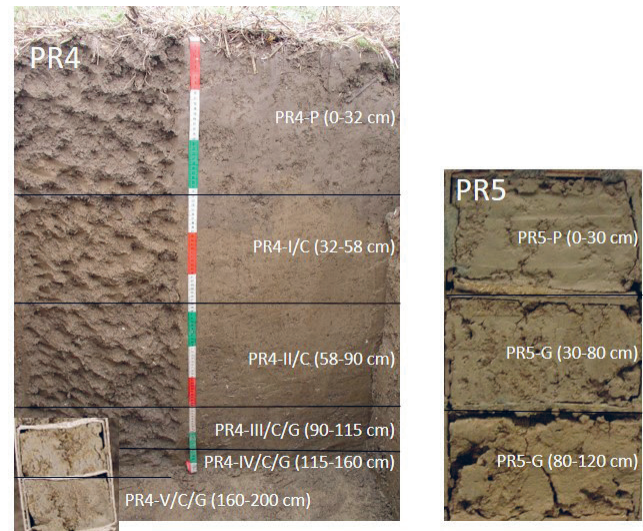 PR4
PR4-P (0-32 cm)
PR4-I/C (32-58 cm)
PR4-II/C (58-90 cm)
PR4-III/C/G (90-115 cm)
PR4-IV/C/G (115-160 cm)
PR4-V/C/G (160-200 cm)
PR5
PR5-P (0-30 cm)
PR5-G (30-80 cm)
PR5-G (80-120 cm)